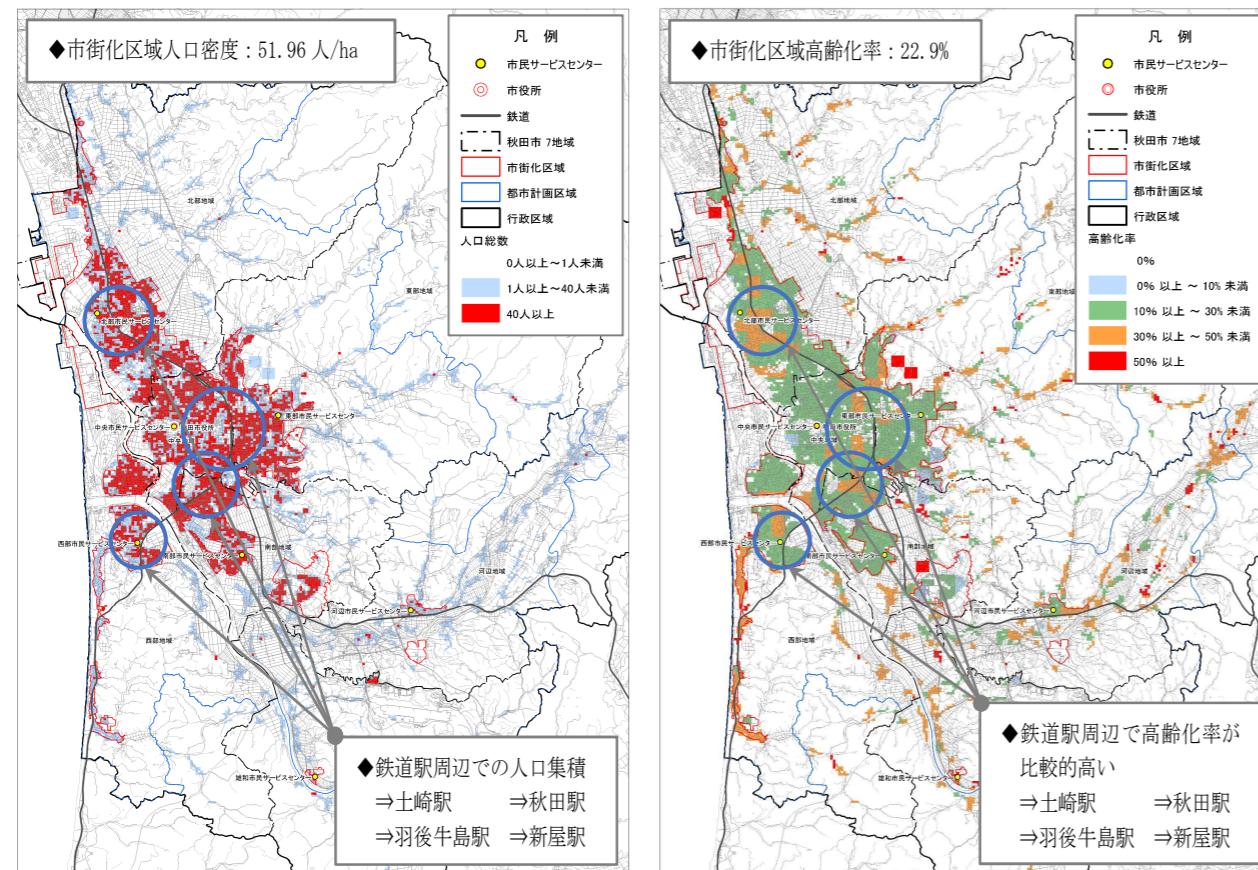 ◆市街化区域人口密度：51.96 人/ha
凡 例
市民サービスセンター
市役所
鉄道
秋田市 7地域
市街化区域
都市計画区域
行政区域
人口総数
0人以上～1人未満
1人以上～40人未満
40人以上
北部地域
東部地域
北部市民サービスセンター
東部市民サービスセンター
中央市民サービスセンター
田市役所
西部市民サービスセンター
南部市民サービスセンター
南部地域
河辺地域
河辺市民サービスセンター
西部地域
雄和市民サービスセンター
◆鉄道駅周辺での人口集積
⇒土崎駅 ⇒秋田駅
⇒羽後牛島駅 ⇒新屋駅
◆市街化区域高齢化率：22.9%
凡 例
市民サービスセンター
市役所
鉄道
秋田市 7地域
市街化区域
都市計画区域
行政区域
高齢化率
0%
0% 以上 ～ 10% 未満
10% 以上 ～ 30% 未満
30% 以上 ～ 50% 未満
50% 以上
北部地域
東部地域
北部市民サービスセンター
東部市民サービスセンター
中央市民サービスセンター
市役所
西部市民サービスセンター
南部市民サービスセンター
南部地域
河辺地域
河辺市民サービスセンター
西部地域
雄和市民サービスセンター
◆鉄道駅周辺で高齢化率が
比較的高い
⇒土崎駅 ⇒秋田駅
⇒羽後牛島駅 ⇒新屋駅